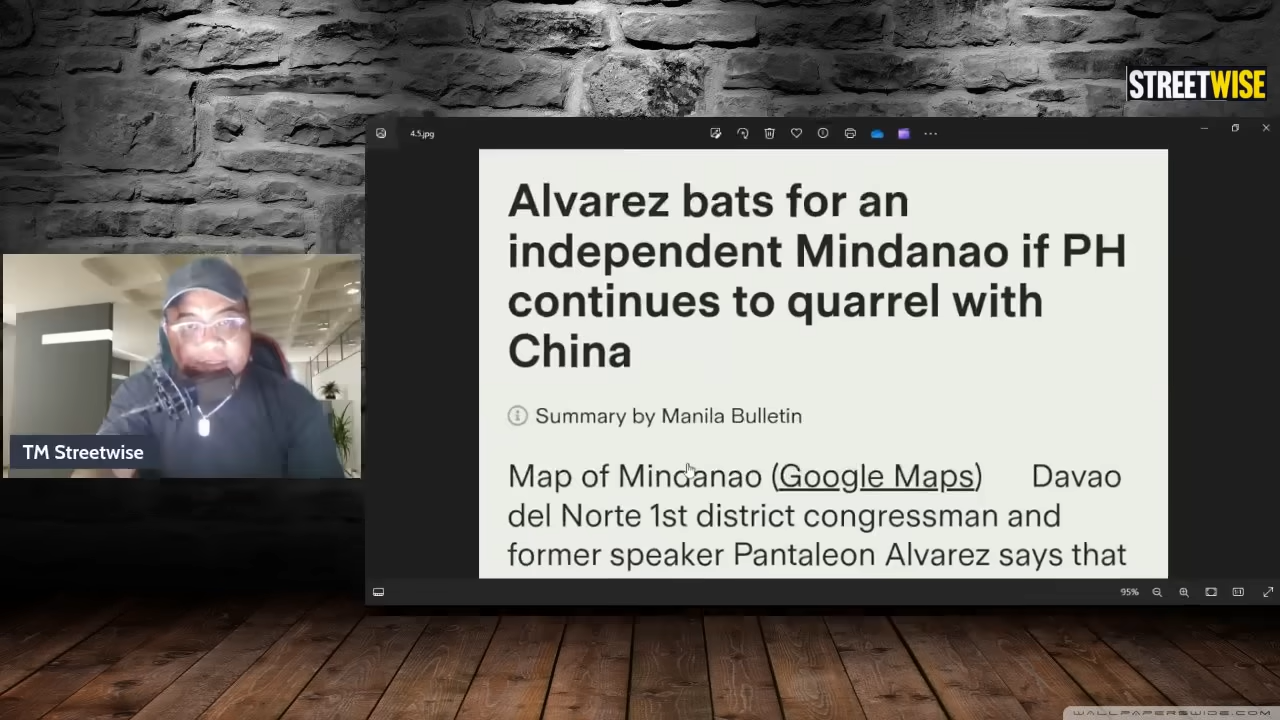 STREETWISE
4.5.jpg
Alvarez bats for an
independent Mindanao if PH
continues to quarrel with
China
Summary by Manila Bulletin
Map of Mindanao (Google Maps) Davao
del Norte 1st district congressman and
former speaker Pantaleon Alvarez says that
TM Streetwise
95%
WALLPAPERSWIDE.COM